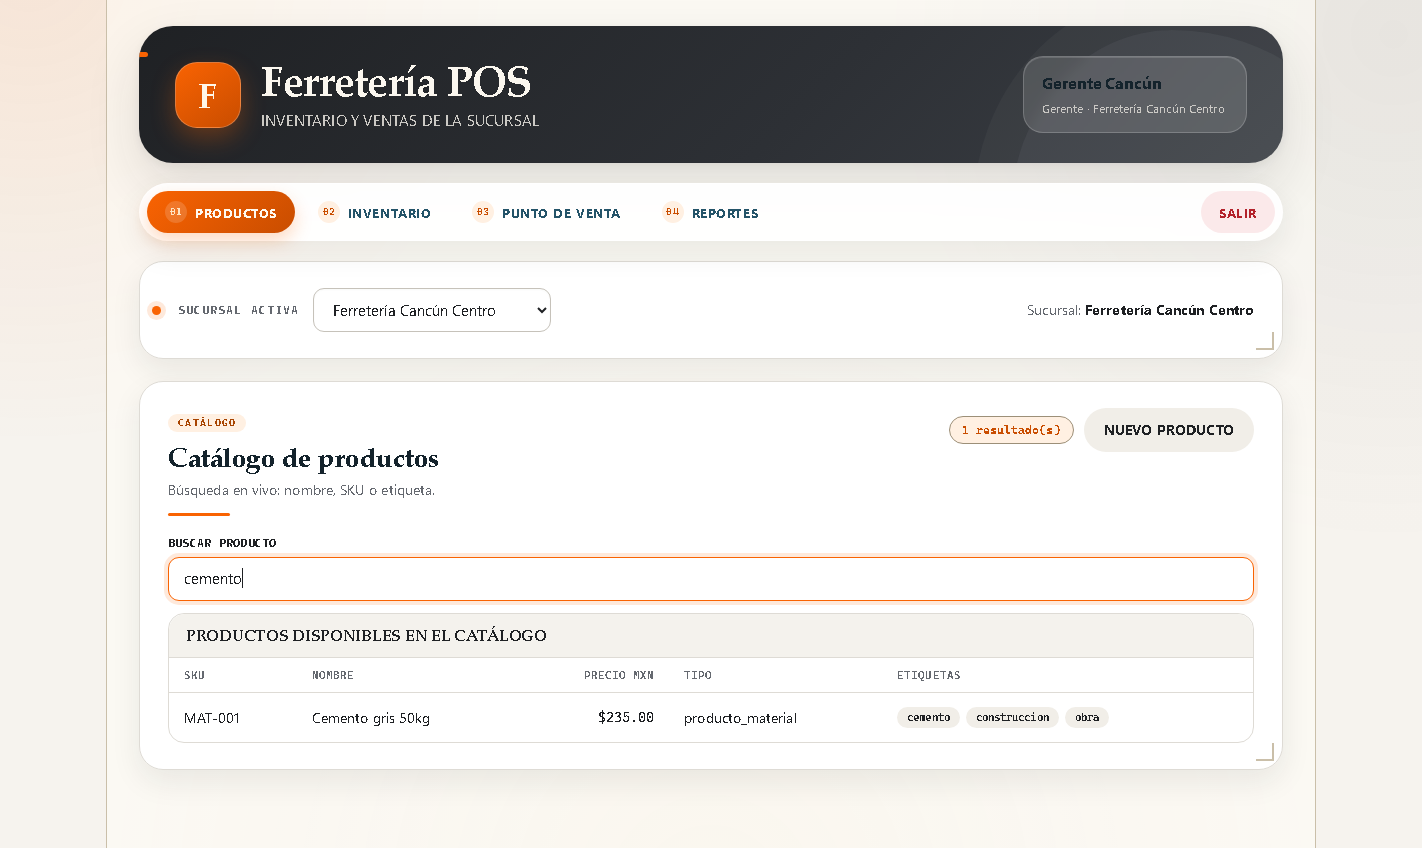 F
Ferretería POS
INVENTARIO Y VENTAS DE LA SUCURSAL
Gerente Cancún
Gerente · Ferretería Cancún Centro
01 PRODUCTOS
02 INVENTARIO
03 PUNTO DE VENTA
04 REPORTES
SALIR
SUCURSAL ACTIVA
Ferretería Cancún Centro
Sucursal: Ferretería Cancún Centro
CATÁLOGO
1 resultado(s)
NUEVO PRODUCTO
Catálogo de productos
Búsqueda en vivo: nombre, SKU o etiqueta.
BUSCAR PRODUCTO
cemento
PRODUCTOS DISPONIBLES EN EL CATÁLOGO
SKU NOMBRE PRECIO MXN TIPO ETIQUETAS
MAT-001 Cemento gris 50kg $235.00 producto_material cemento construccion obra